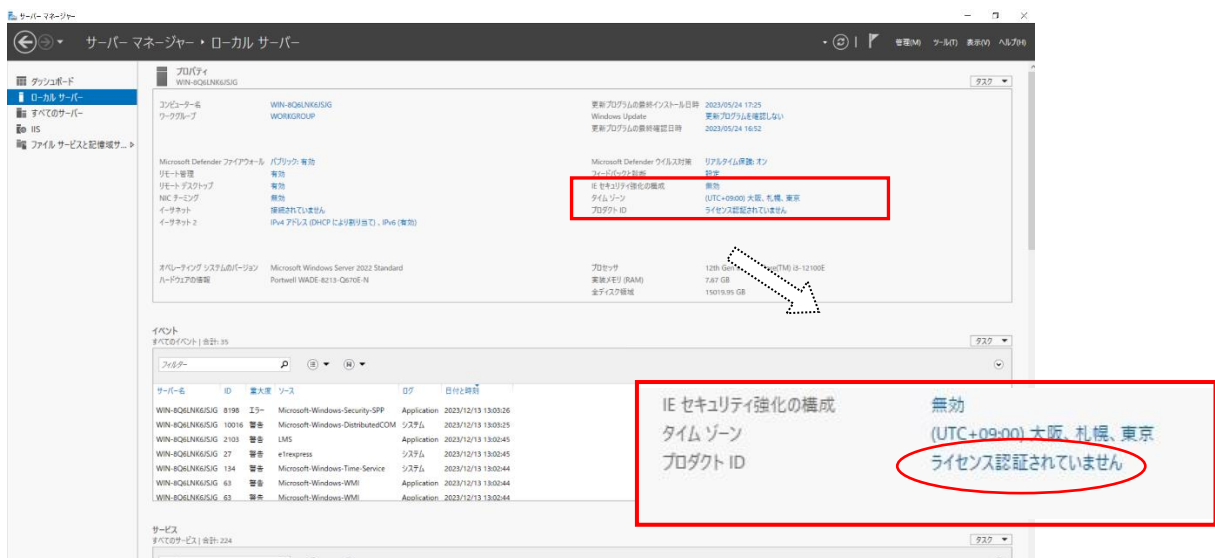 サーバー マネージャー
サーバー マネージャー ・ ローカル サーバー
管理(M) ツール(T) 表示(V) ヘルプ(H)
ダッシュボード
ローカル サーバー
すべてのサーバー
IIS
ファイル サービスと記憶域サ...
プロパティ
WIN-8Q6LNK6JSJG
タスク
コンピューター名 WIN-8Q6LNK6JSJG
ワークグループ WORKGROUP
更新プログラムの最終インストール日時 2023/05/24 17:25
Windows Update 更新プログラムを確認しない
更新プログラムの最終確認日時 2023/05/24 16:52
Microsoft Defender ファイアウォール パブリック: 有効
リモート管理 有効
リモート デスクトップ 有効
NIC チーミング 無効
イーサネット 接続されていません
イーサネット 2 IPv4 アドレス (DHCP により割り当て) , IPv6 (有効)
Microsoft Defender ウイルス対策 リアルタイム保護: オン
フィードバックと診断 設定
IE セキュリティ強化の構成 無効
タイム ゾーン (UTC+09:00) 大阪、札幌、東京
プロダクト ID ライセンス認証されていません
オペレーティング システムのバージョン Microsoft Windows Server 2022 Standard
ハードウェアの情報 Portwell WADE-8213-Q670E-N
プロセッサ 12th Gen (TM) i3-12100E
実装メモリ (RAM) 7.67 GB
全ディスク領域 15019.95 GB
イベント
すべてのイベント | 合計: 35
タスク
フィルター
サーバー名 ID 重大度 ソース ログ 日付と時刻
WIN-8Q6LNK6JSJG 8198 エラー Microsoft-Windows-Security-SPP Application 2023/12/13 13:03:26
WIN-8Q6LNK6JSJG 10016 警告 Microsoft-Windows-DistributedCOM システム 2023/12/13 13:03:25
WIN-8Q6LNK6JSJG 2103 警告 LMS Application 2023/12/13 13:02:45
WIN-8Q6LNK6JSJG 27 警告 e1rexpress システム 2023/12/13 13:02:45
WIN-8Q6LNK6JSJG 134 警告 Microsoft-Windows-Time-Service システム 2023/12/13 13:02:44
WIN-8Q6LNK6JSJG 63 警告 Microsoft-Windows-WMI Application 2023/12/13 13:02:44
WIN-8Q6LNK6JSJG 63 警告 Microsoft-Windows-WMI Application 2023/12/13 13:02:44
IE セキュリティ強化の構成 無効
タイム ゾーン (UTC+09:00) 大阪、札幌、東京
プロダクト ID ライセンス認証されていません
サービス
すべてのサービス | 合計: 224
タスク